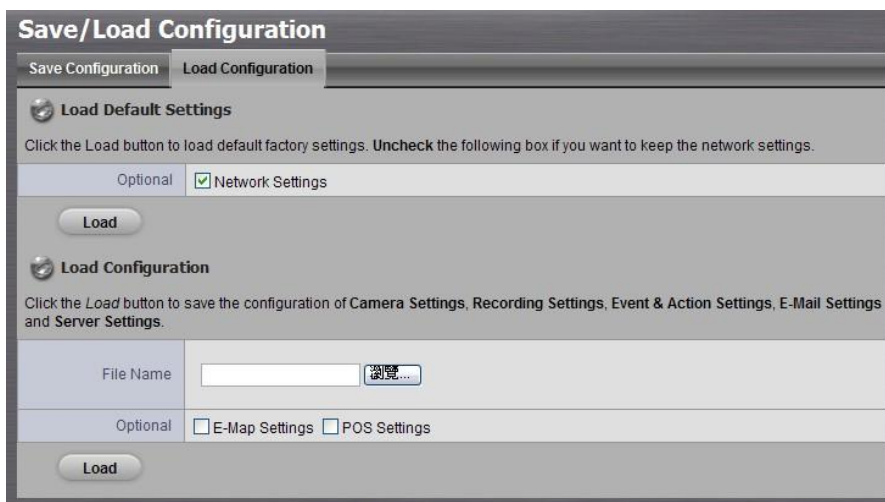 Save/Load Configuration
Save Configuration Load Configuration
Load Default Settings
Click the Load button to load default factory settings. Uncheck the following box if you want to keep the network settings.
Optional Network Settings
Load
Load Configuration
Click the Load button to save the configuration of Camera Settings, Recording Settings, Event & Action Settings, E-Mail Settings
and Server Settings.
File Name 瀏覽...
Optional E-Map Settings POS Settings
Load